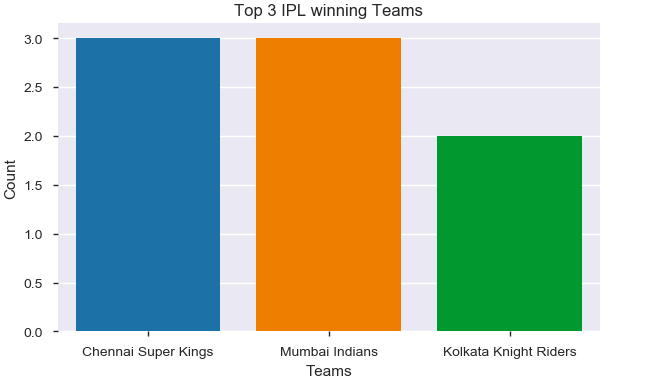 Top 3 IPL winning Teams
3.0
2.5
2.0
1.5
1.0
0.5
0.0
Count
Chennai Super Kings
Mumbai Indians
Kolkata Knight Riders
Teams